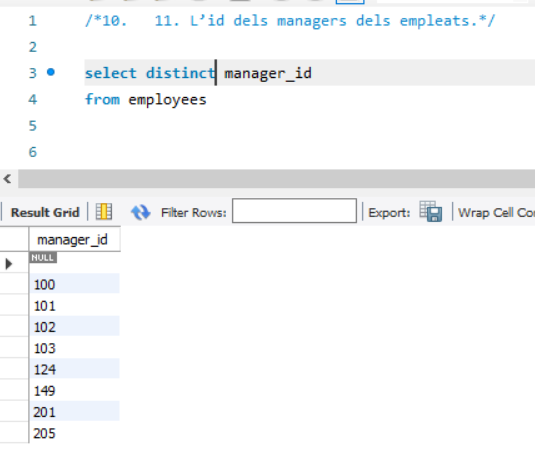 1 /*10. 11. L’id dels managers dels empleats.*/
2
3 select distinct manager_id
4 from employees
5
6
<
Result Grid Filter Rows: Export: Wrap Cell Co
manager_id
NULL
100
101
102
103
124
149
201
205